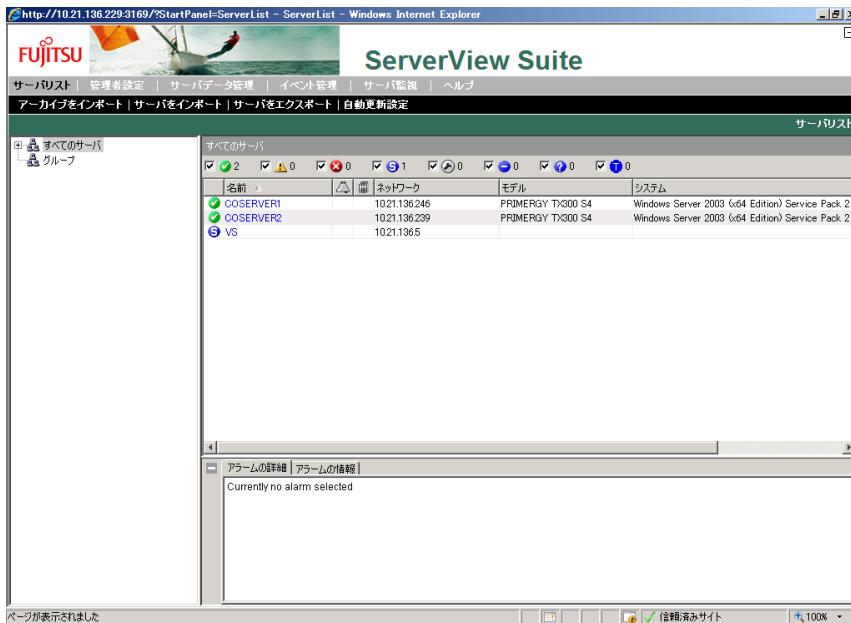 http://10.21.136.229:3169/?StartPanel=ServerList - ServerList - Windows Internet Explorer
FUJITSU
ServerView Suite
サーバリスト | 管理者設定 | サーバデータ管理 | イベント管理 | サーバ監視 | ヘルプ
アーカイブをインポート | サーバをインポート | サーバをエクスポート | 自動更新設定
サーバリスト
すべてのサーバ
グループ
すべてのサーバ
2 0 0 1 0 0 0 0
名前 ネットワーク モデル システム
COSERVER1 10.21.136.246 PRIMERGY TX300 S4 Windows Server 2003 (x64 Edition) Service Pack 2
COSERVER2 10.21.136.239 PRIMERGY TX300 S4 Windows Server 2003 (x64 Edition) Service Pack 2
VS 10.21.136.5
アラームの詳細 アラームの情報
Currently no alarm selected
ページが表示されました 信頼済みサイト 100%